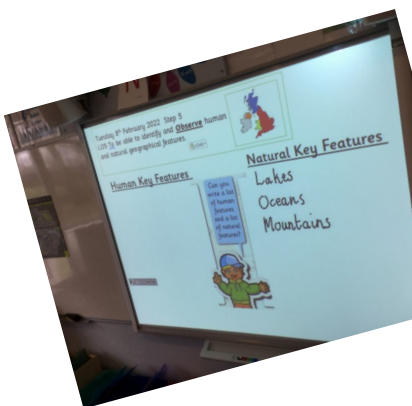 Tuesday 8th February 2022 Step 5
LO5 To be able to identify and Observe human
and natural geographical features.
Human Key Features
Natural Key Features
Lakes
Oceans
Mountains
Can you
write a list
of human
features
and a list
of natural
features?